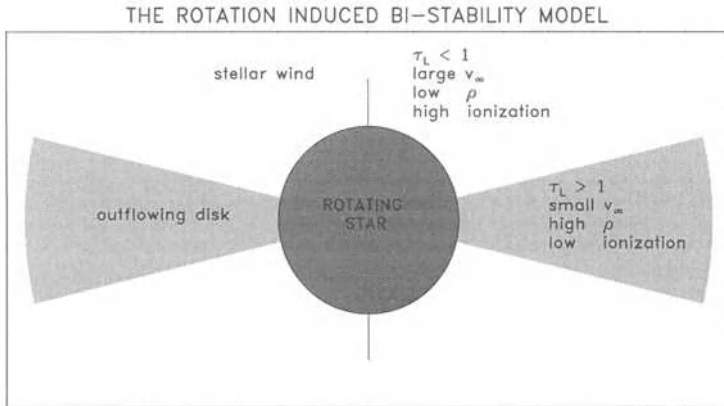 THE ROTATION INDUCED BI-STABILITY MODEL
stellar wind
τL < 1
large v∞
low ρ
high ionization
outflowing disk
ROTATING
STAR
τL > 1
small v∞
high ρ
low ionization